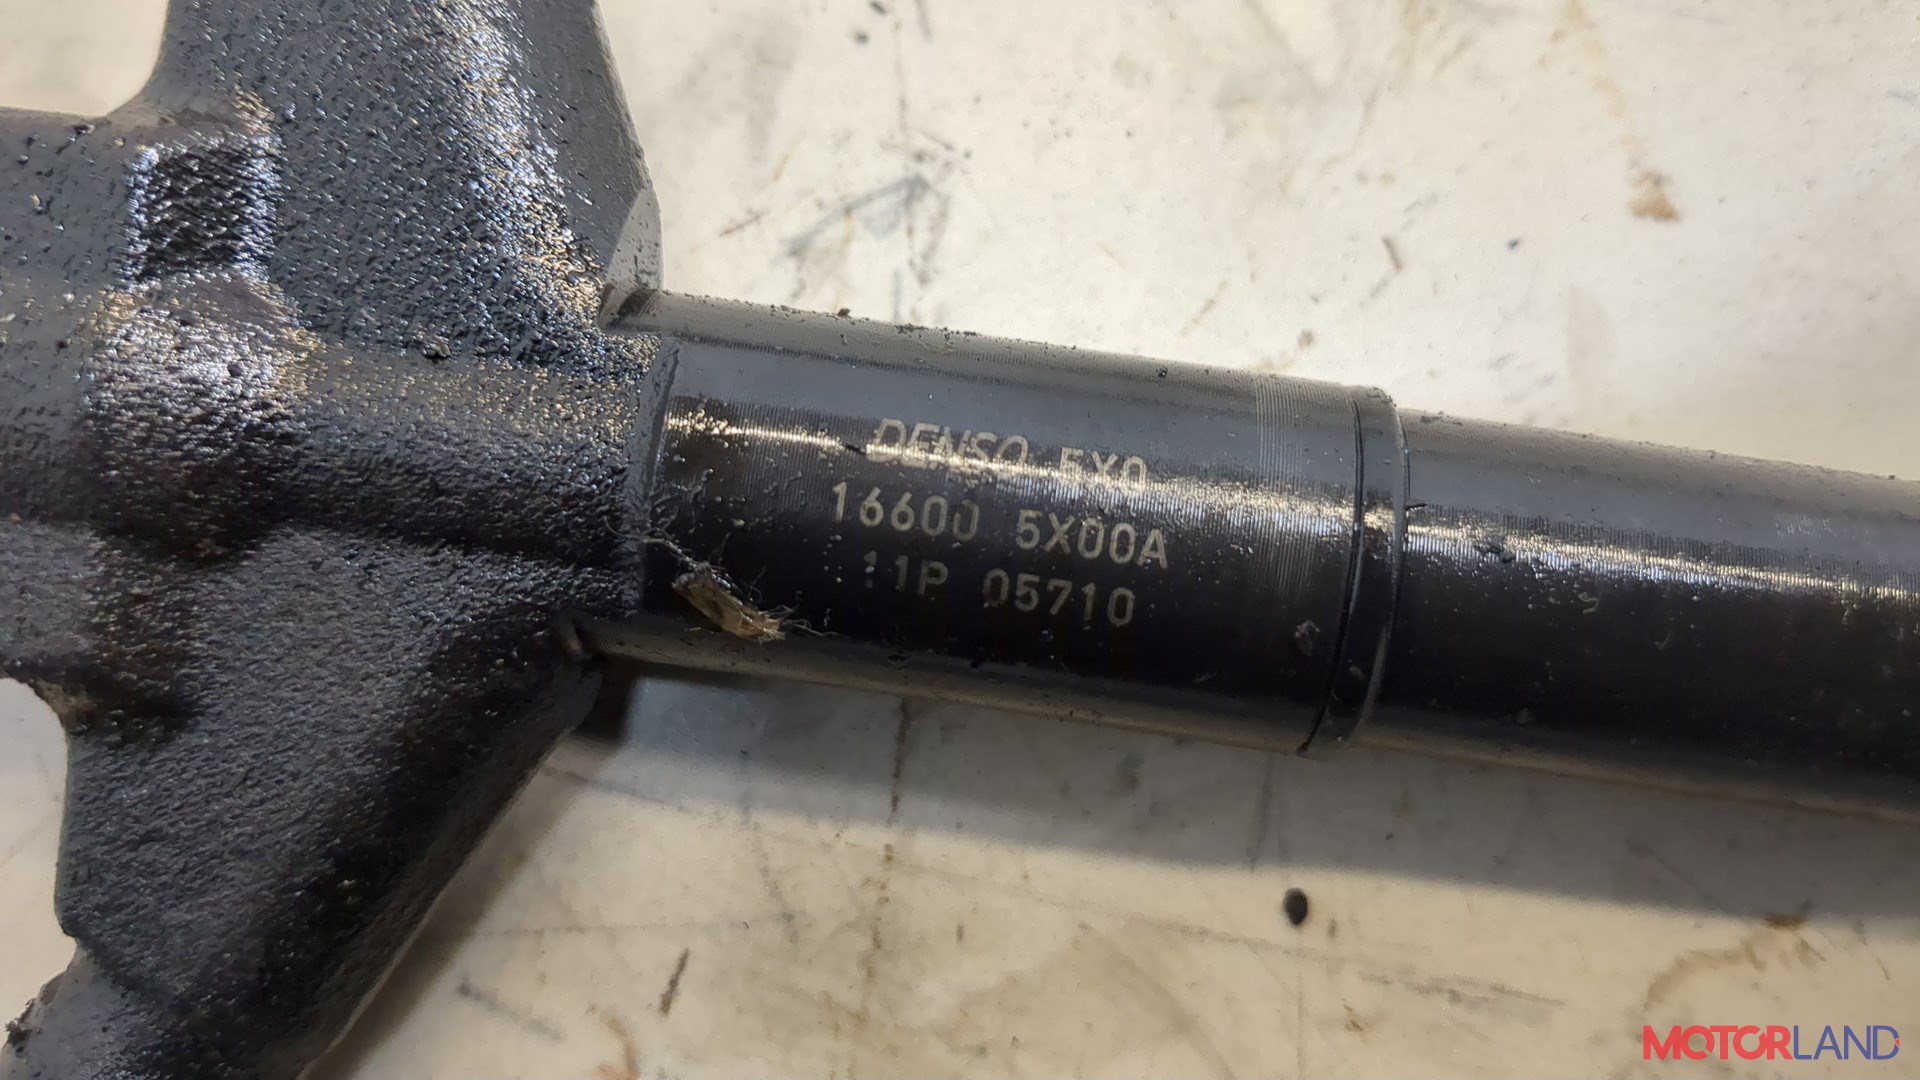 DENSO 5X0
16600 5X00A
11P 05710
MOTORLAND